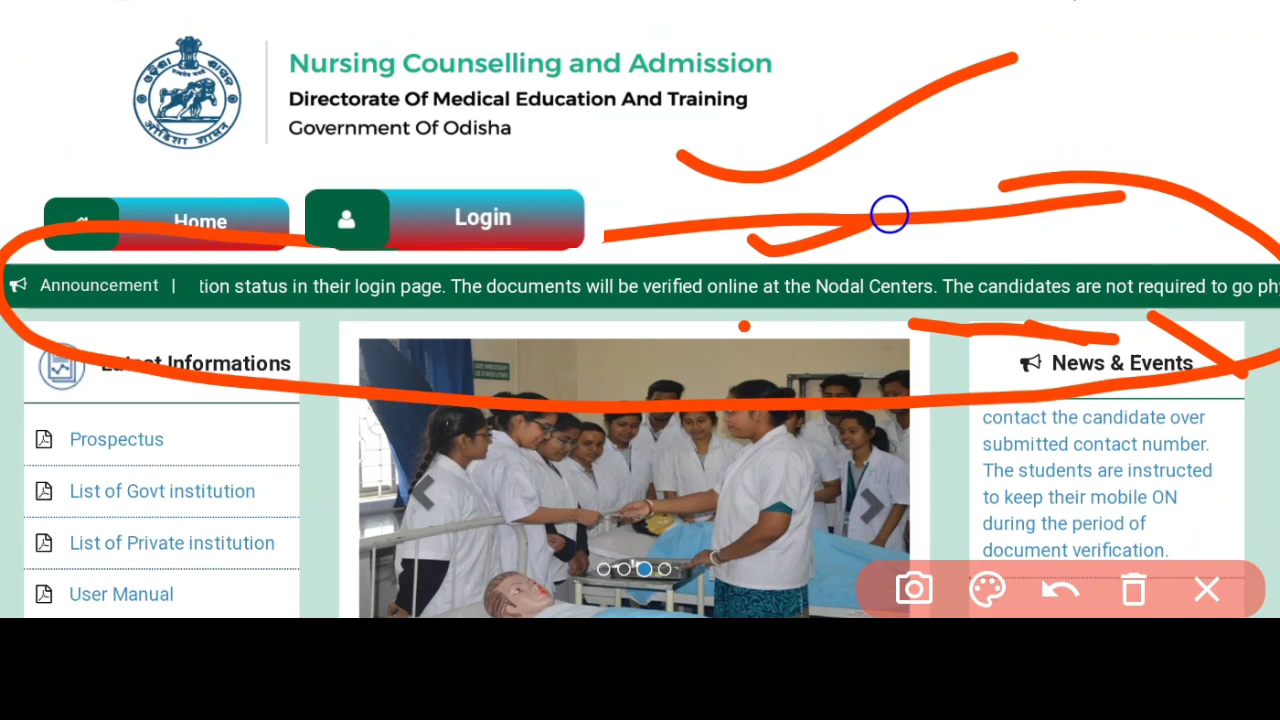 Nursing Counselling and Admission
Directorate Of Medical Education And Training
Government Of Odisha
Home
Login
Announcement | tion status in their login page. The documents will be verified online at the Nodal Centers. The candidates are not required to go ph
Latest Informations
Prospectus
List of Govt institution
List of Private institution
User Manual
News & Events
contact the candidate over
submitted contact number.
The students are instructed
to keep their mobile ON
during the period of
document verification.